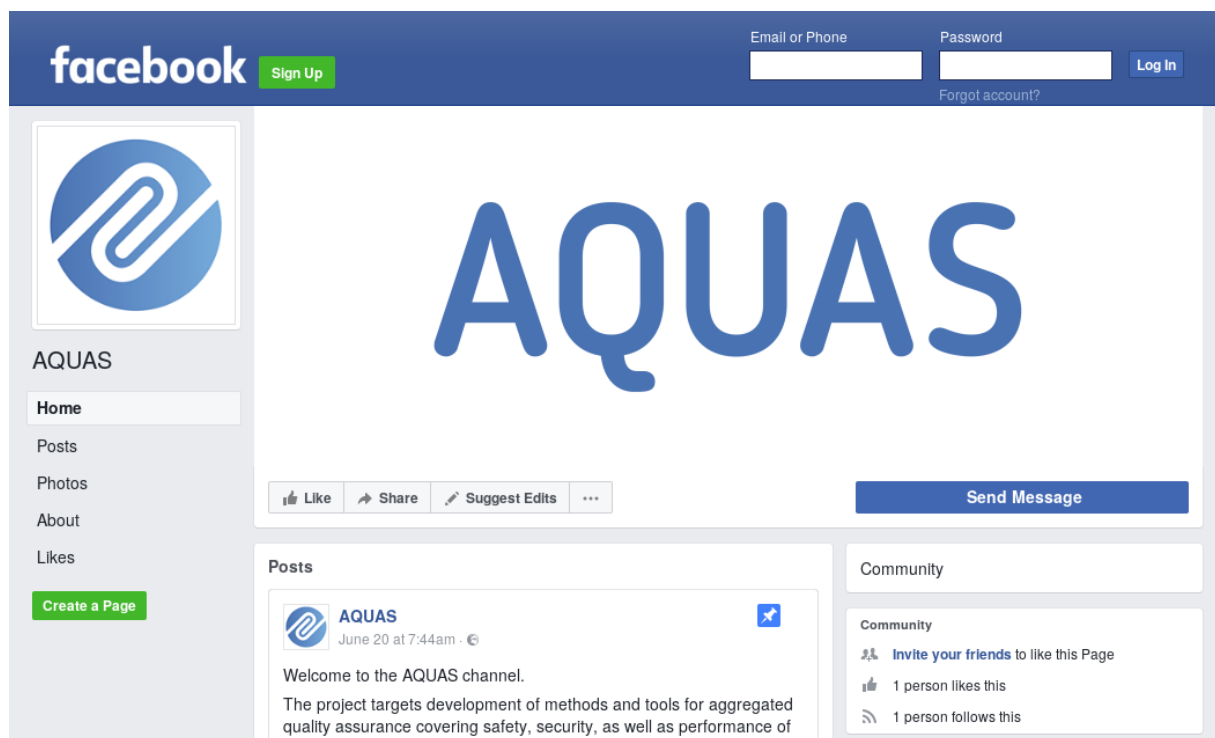 facebook
Sign Up
Email or Phone
Password
Log In
Forgot account?
AQUAS
AQUAS
Home
Posts
Photos
About
Likes
Create a Page
Like
Share
Suggest Edits
...
Send Message
Posts
AQUAS
June 20 at 7:44am ·
Welcome to the AQUAS channel.
The project targets development of methods and tools for aggregated
quality assurance covering safety, security, as well as performance of
Community
Community
Invite your friends to like this Page
1 person likes this
1 person follows this